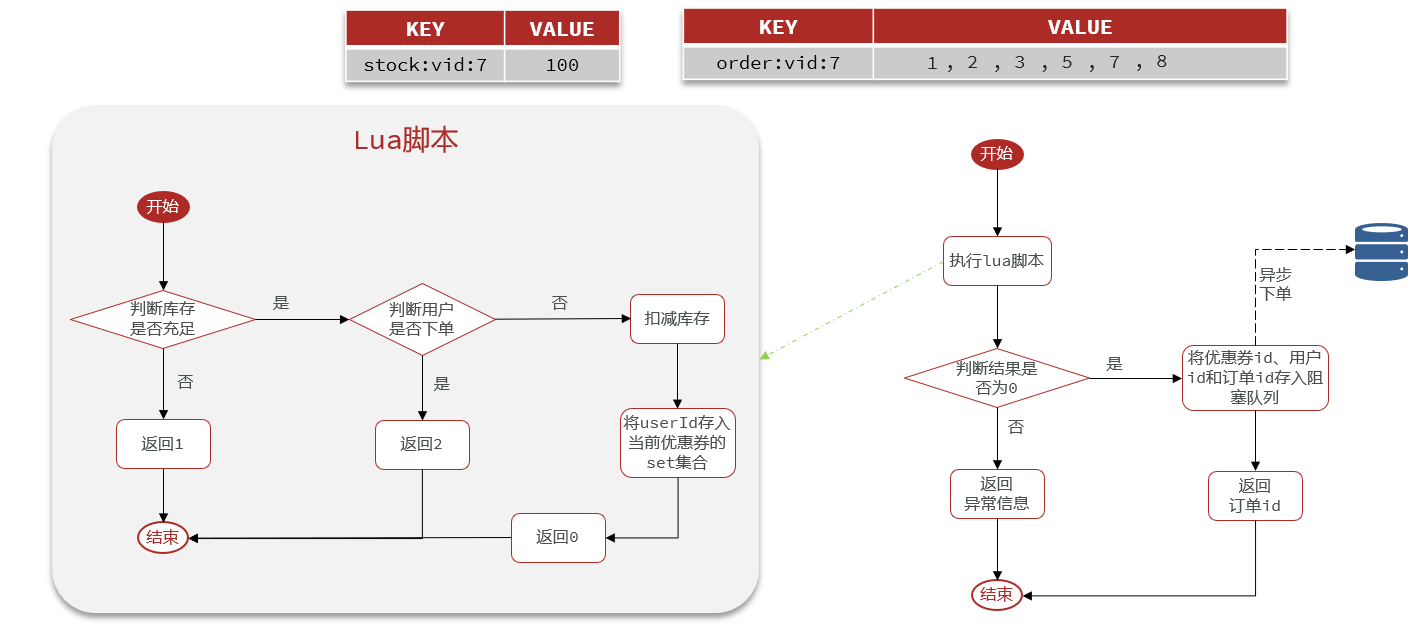 KEY VALUE
stock:vid:7 100
KEY VALUE
order:vid:7 1 , 2 , 3 , 5 , 7 , 8
Lua脚本
开始
判断库存
是否充足
是
否
返回1
判断用户
是否下单
否
是
返回2
扣减库存
将userId存入
当前优惠券的
set集合
返回0
结束
开始
执行lua脚本
判断结果是
否为0
是
否
返回
异常信息
将优惠券id、用户
id和订单id存入阻
塞队列
异步
下单
返回
订单id
结束